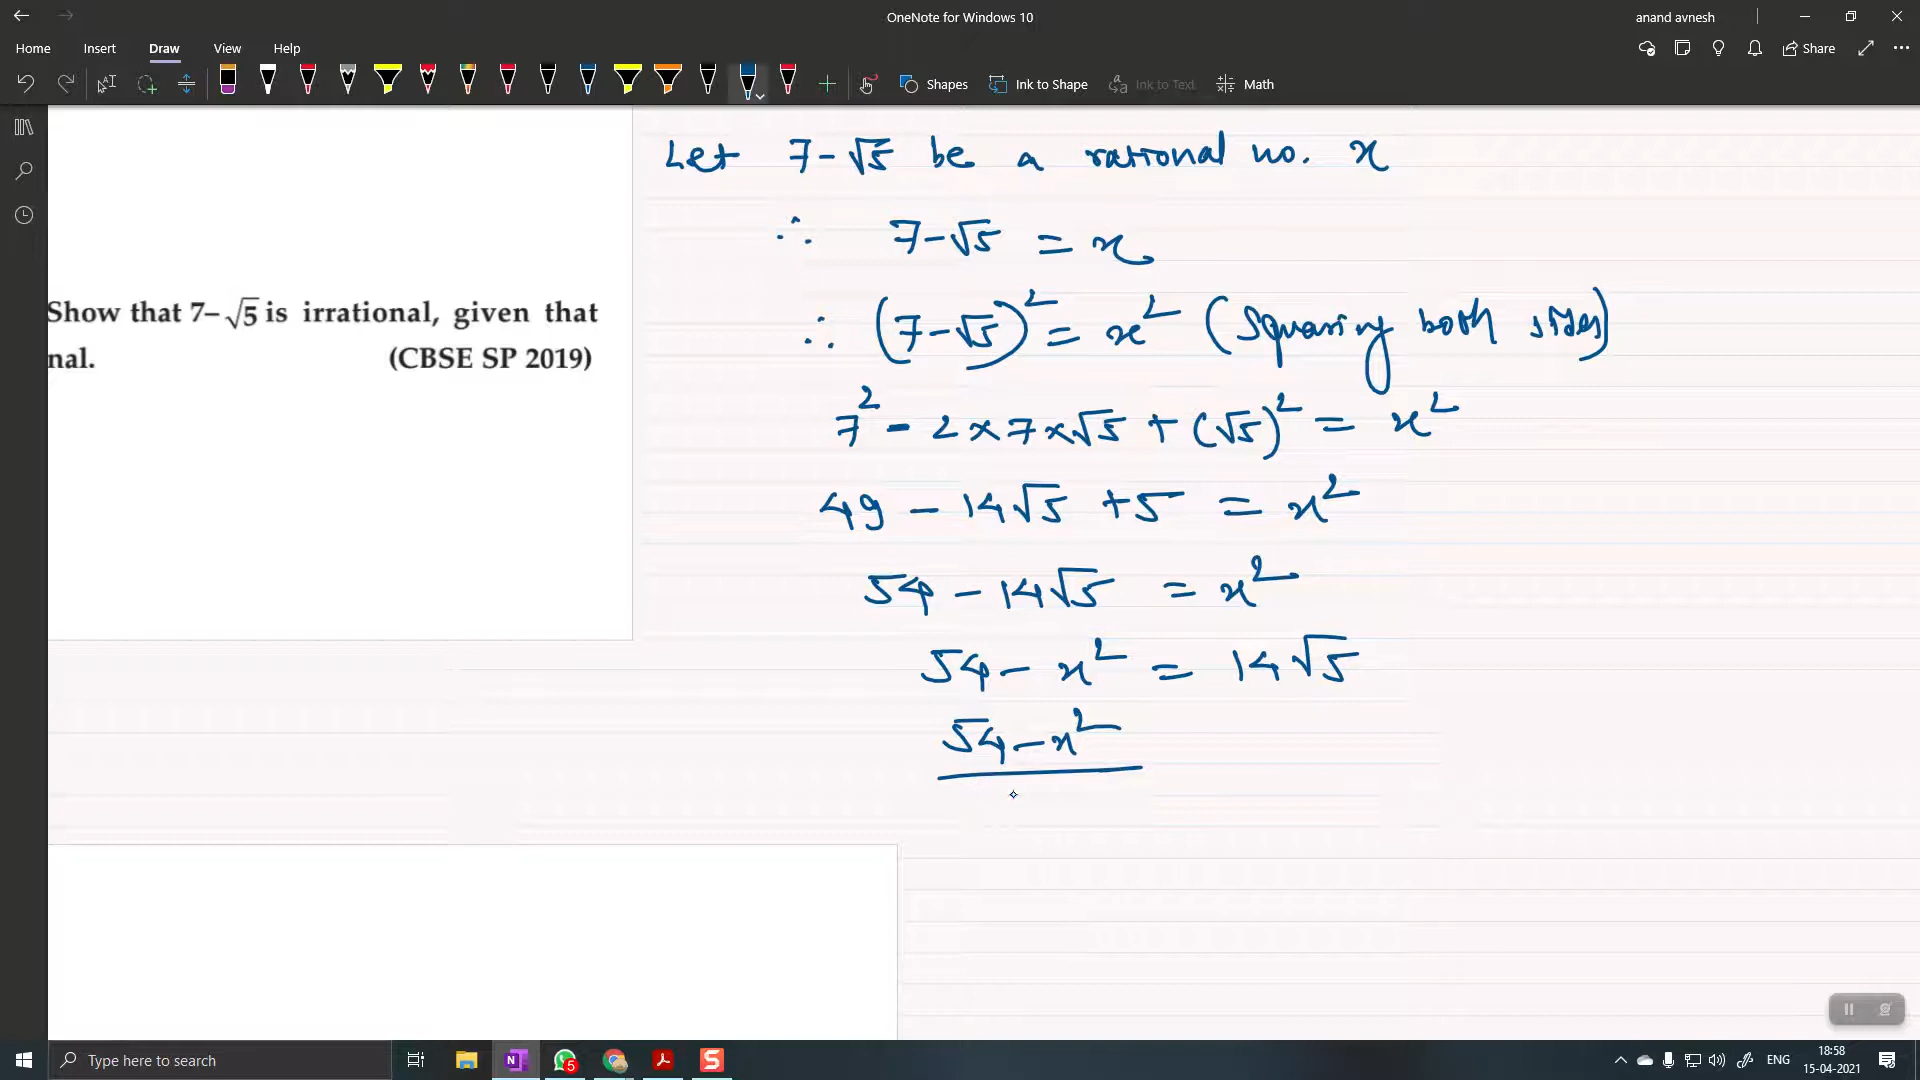 OneNote for Windows 10
anand avnesh
Home Insert Draw View Help
Share
Shapes Ink to Shape Ink to Text Math
Show that 7–√5 is irrational, given that
nal. (CBSE SP 2019)
Let 7-√5 be a rational no. x
∴ 7-√5 = x
∴ (7-√5)² = x² (Squaring both sides)
7² - 2×7×√5 + (√5)² = x²
49 - 14√5 +5 = x²
54 - 14√5 = x²
54 - x² = 14√5
54-x²
Type here to search
5
ENG
18:58
15-04-2021